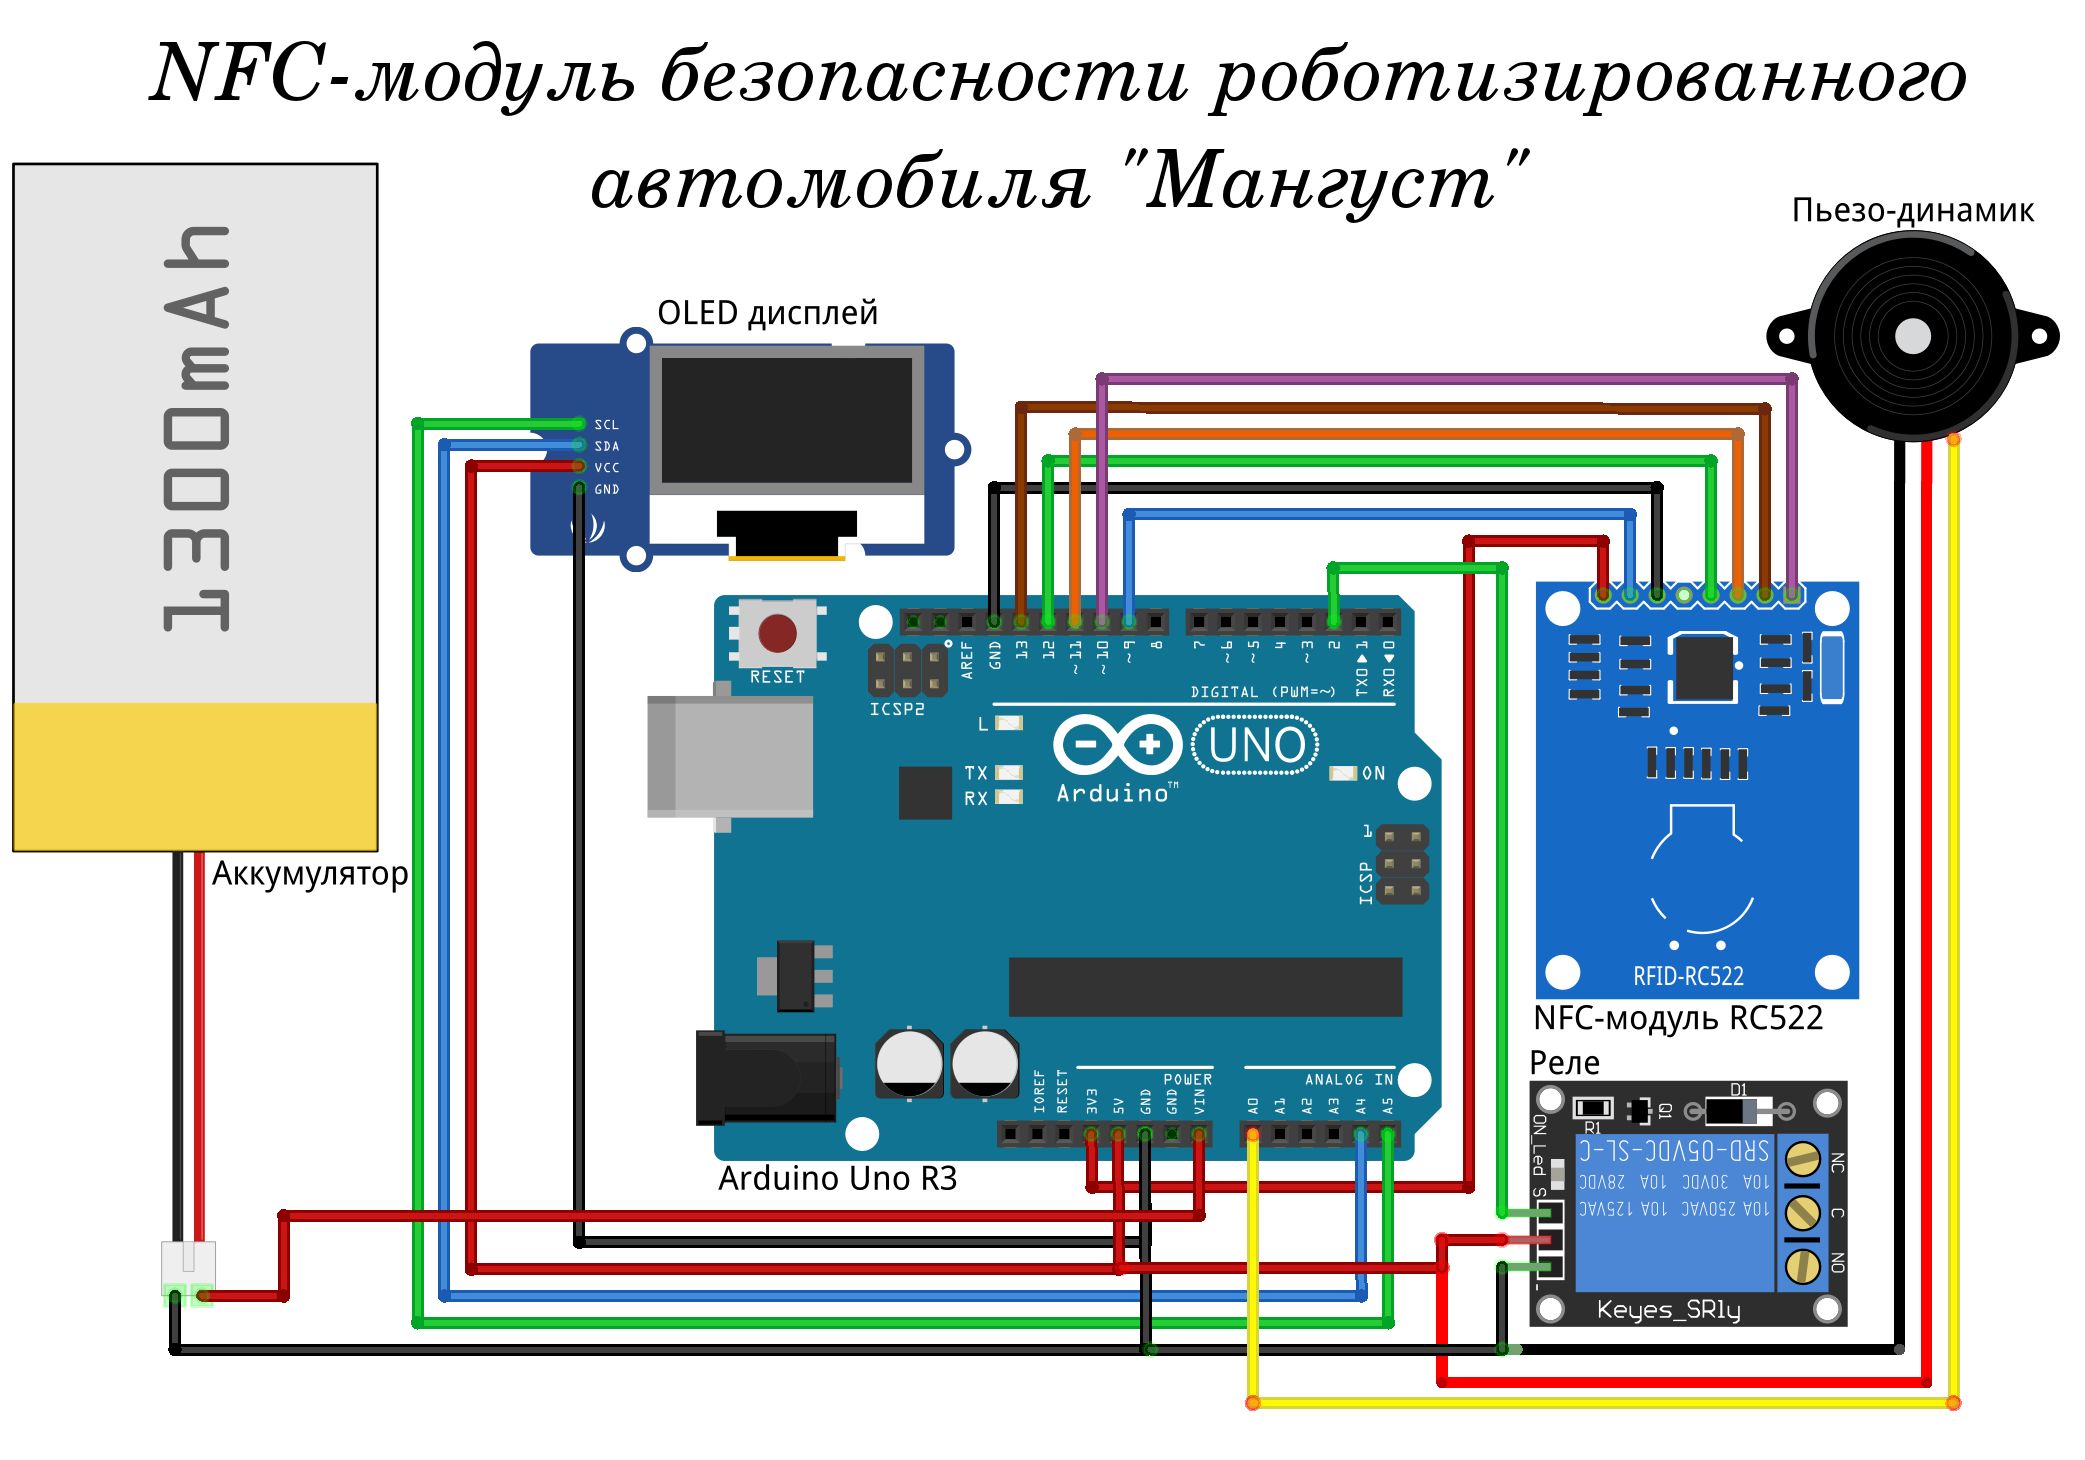 NFC-модуль безопасности роботизированного
автомобиля "Мангуст"
Пьезо-динамик
OLED дисплей
1300mAh
SCL
SDA
VCC
GND
Аккумулятор
RESET
ICSP2
AREF
GND
13
12
~11
~10
~9
8
7
~6
~5
4
~3
2
TX0▶1
RX0◀0
DIGITAL (PWM=~)
L
TX
RX
Arduino™
UNO
ON
1
ICSP
IOREF
RESET
3V3
5V
GND
GND
VIN
POWER
A0
A1
A2
A3
A4
A5
ANALOG IN
Arduino Uno R3
RFID-RC522
NFC-модуль RC522
Реле
R1
Q1
D1
ON_Led
S
-
SRD-05VDC-SL-C
10A 30VDC 10A 28VDC
10A 250VAC 10A 125VAC
NC
C
NO
Keyes_SRly